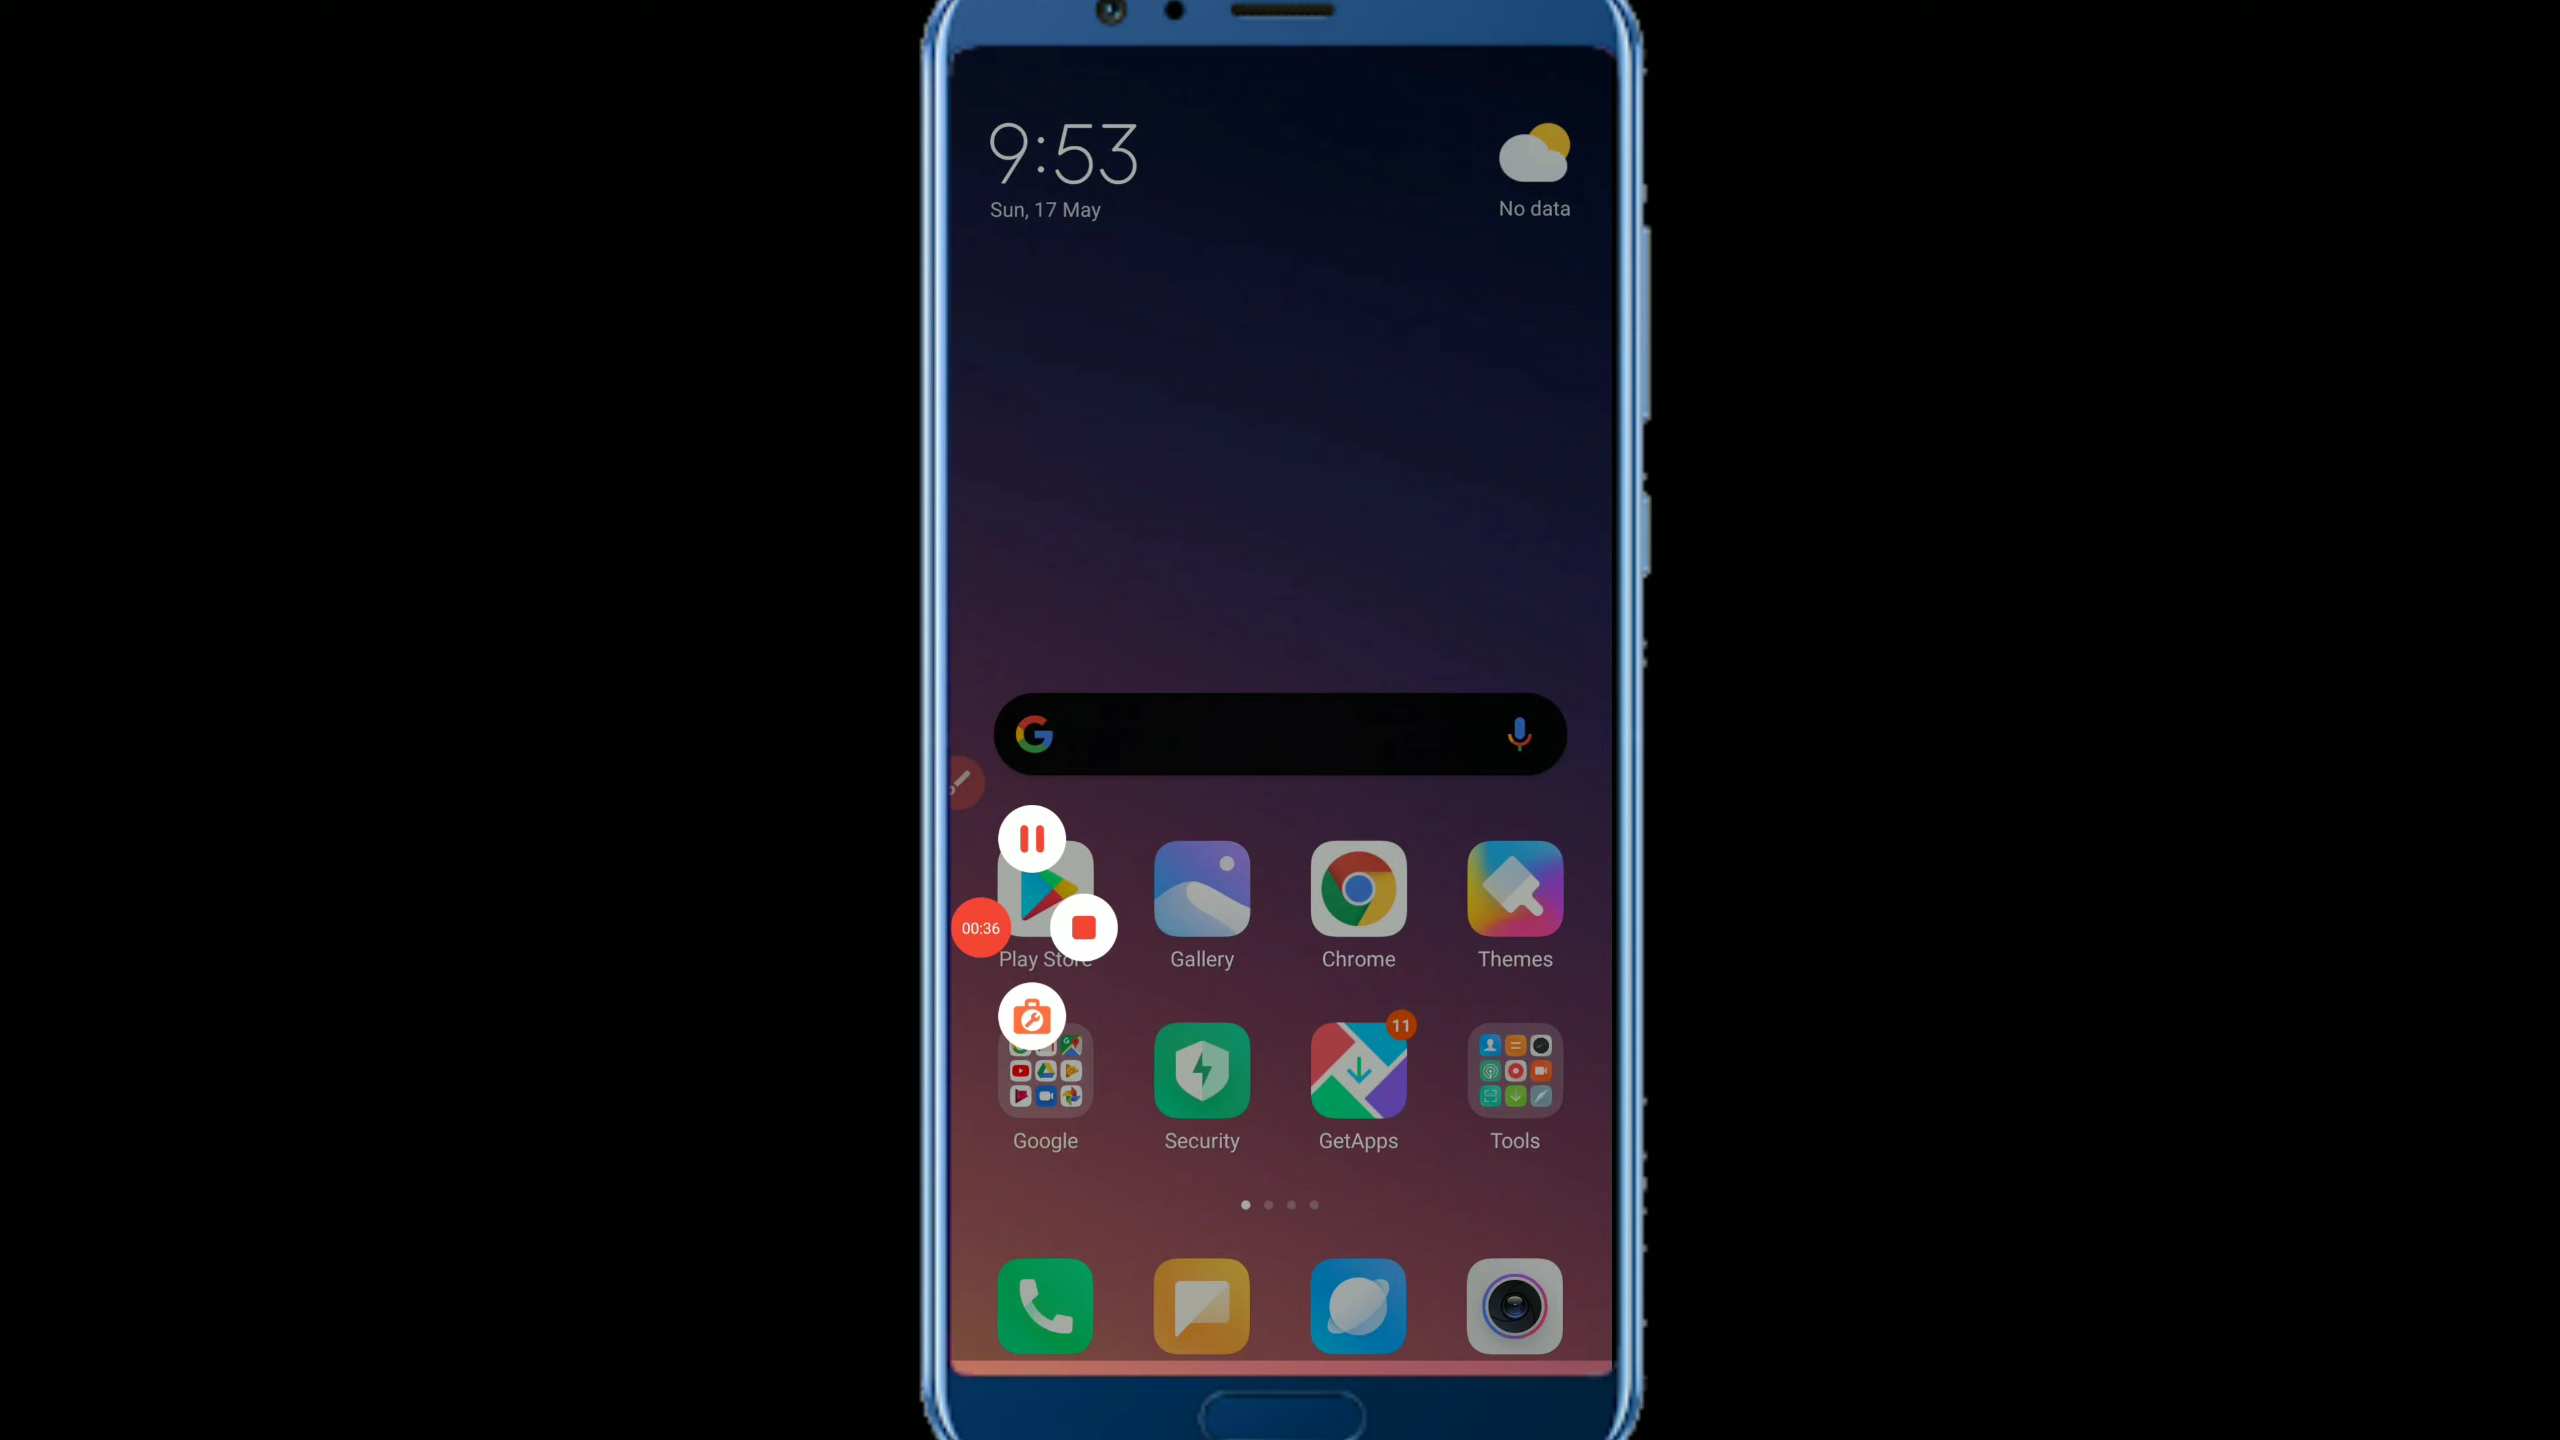 9:53
Sun, 17 May
No data
00:36
Play Store
Gallery
Chrome
Themes
11
Google
Security
GetApps
Tools